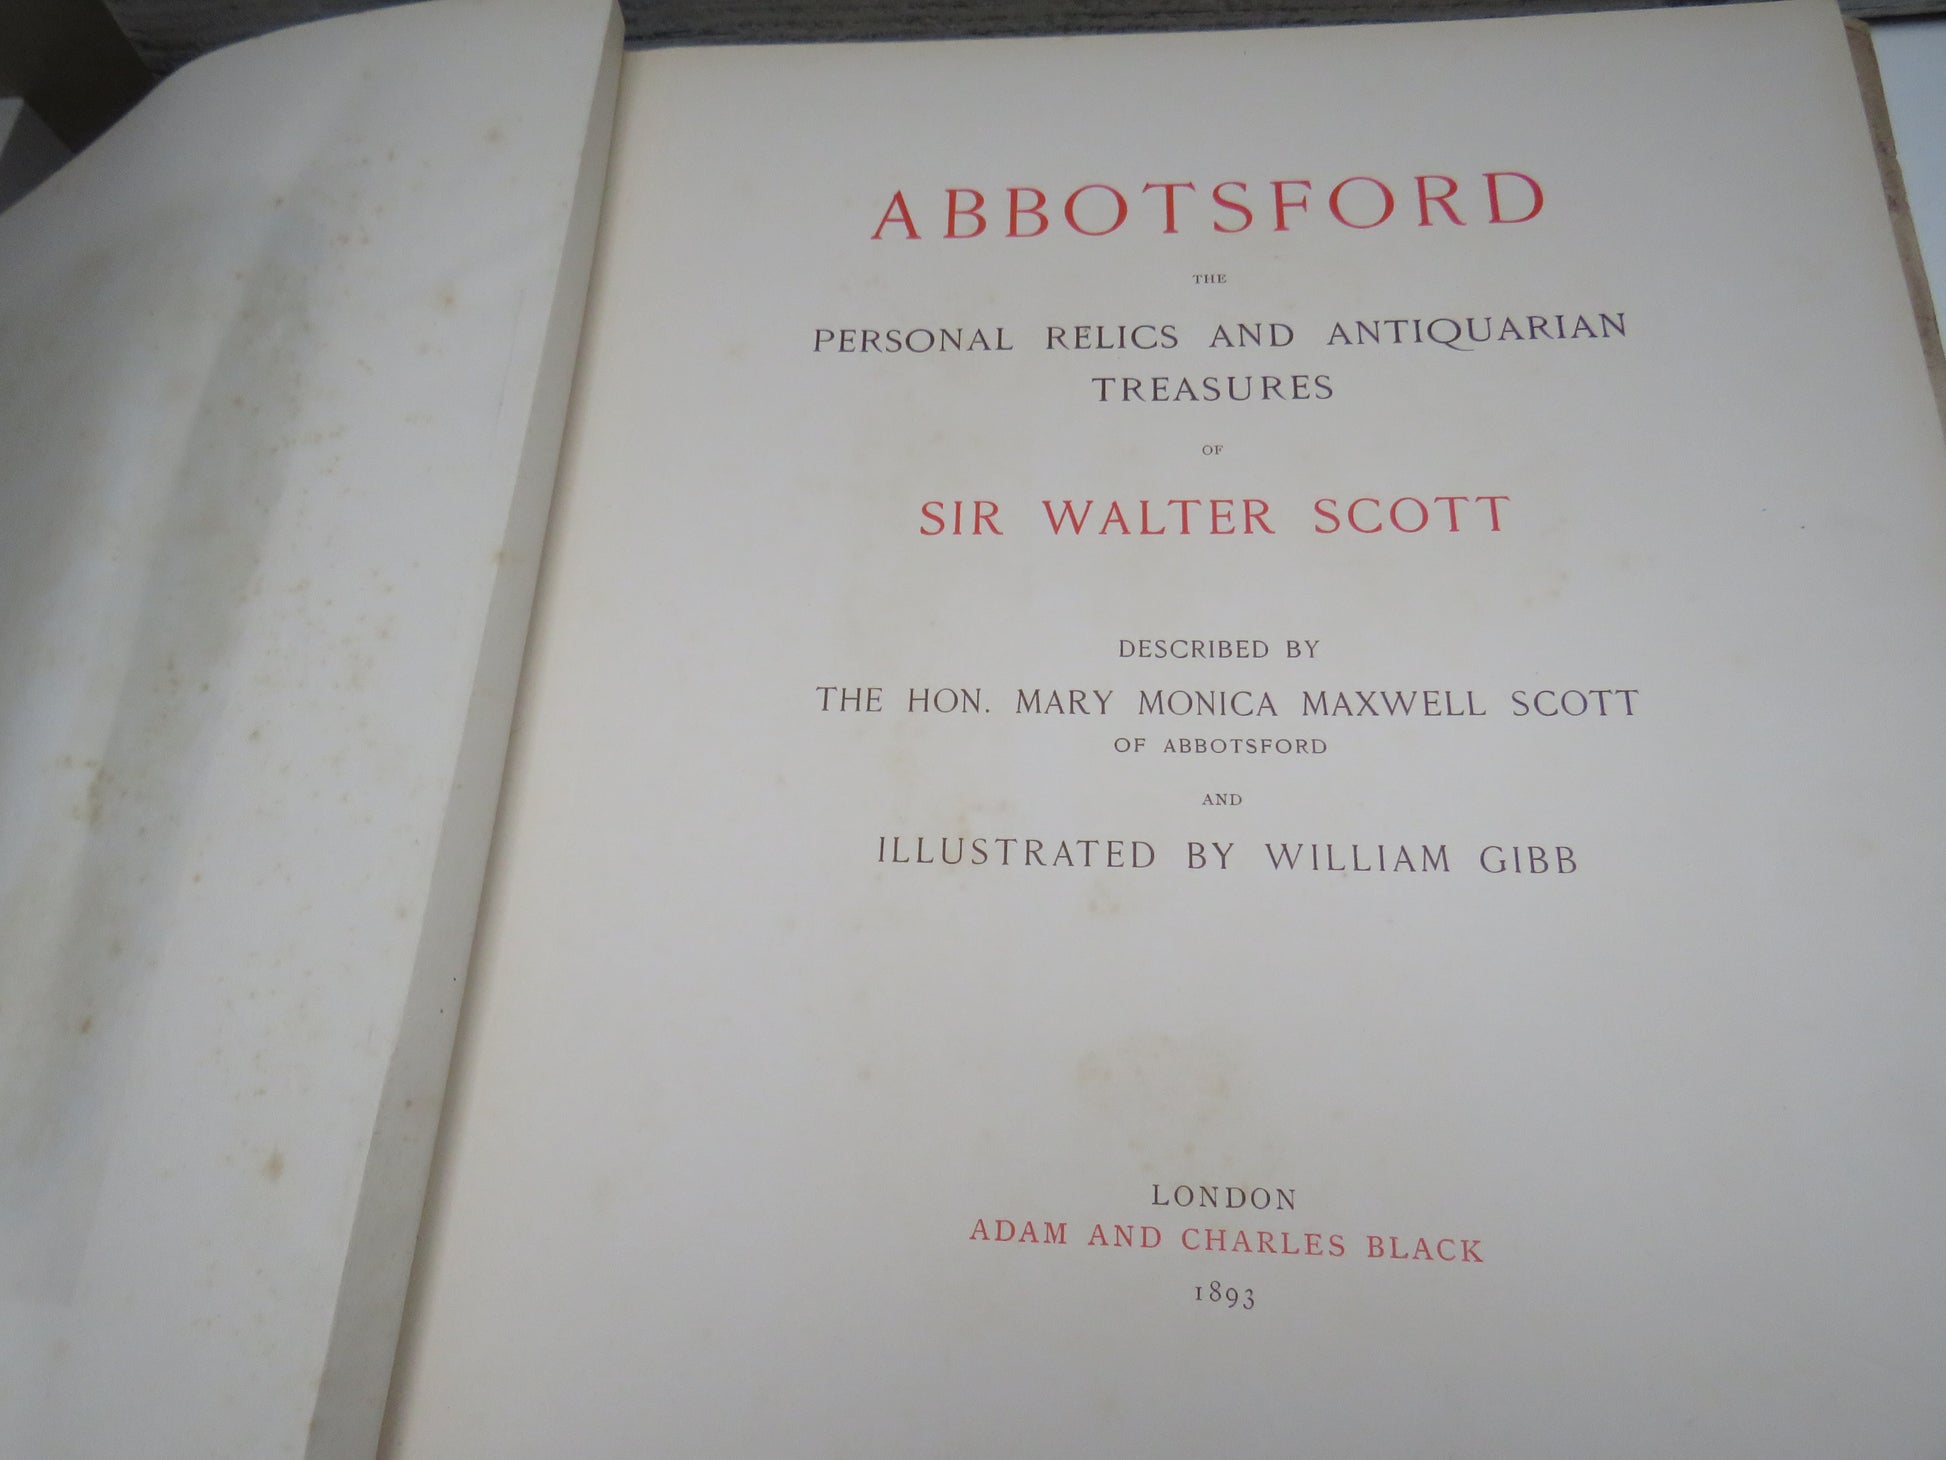 ABBOTSFORD
THE
PERSONAL RELICS AND ANTIQUARIAN
TREASURES
OF
SIR WALTER SCOTT
DESCRIBED BY
THE HON. MARY MONICA MAXWELL SCOTT
OF ABBOTSFORD
AND
ILLUSTRATED BY WILLIAM GIBB
LONDON
ADAM AND CHARLES BLACK
1893